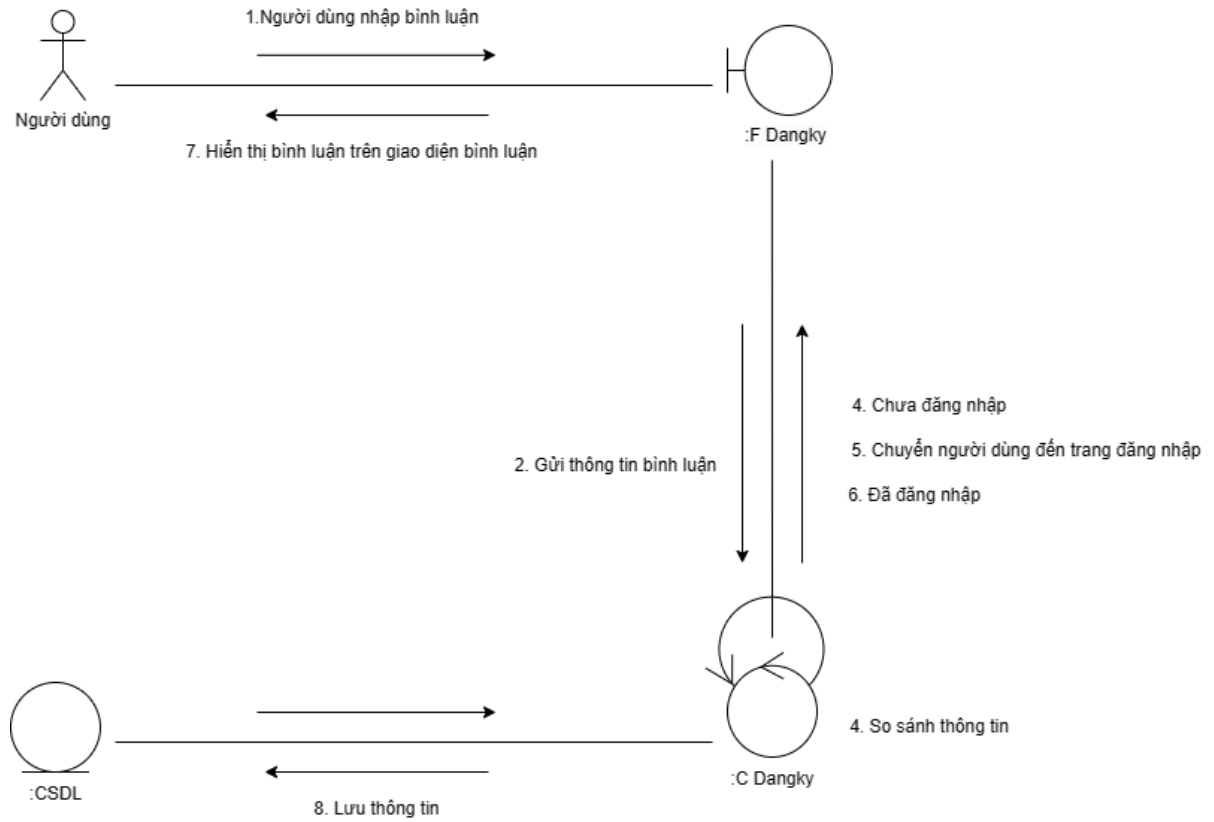 1.Người dùng nhập bình luận
Người dùng
:F Dangky
7. Hiển thị bình luận trên giao diện bình luận
4. Chưa đăng nhập
5. Chuyển người dùng đến trang đăng nhập
2. Gửi thông tin bình luận
6. Đã đăng nhập
4. So sánh thông tin
:C Dangky
:CSDL
8. Lưu thông tin